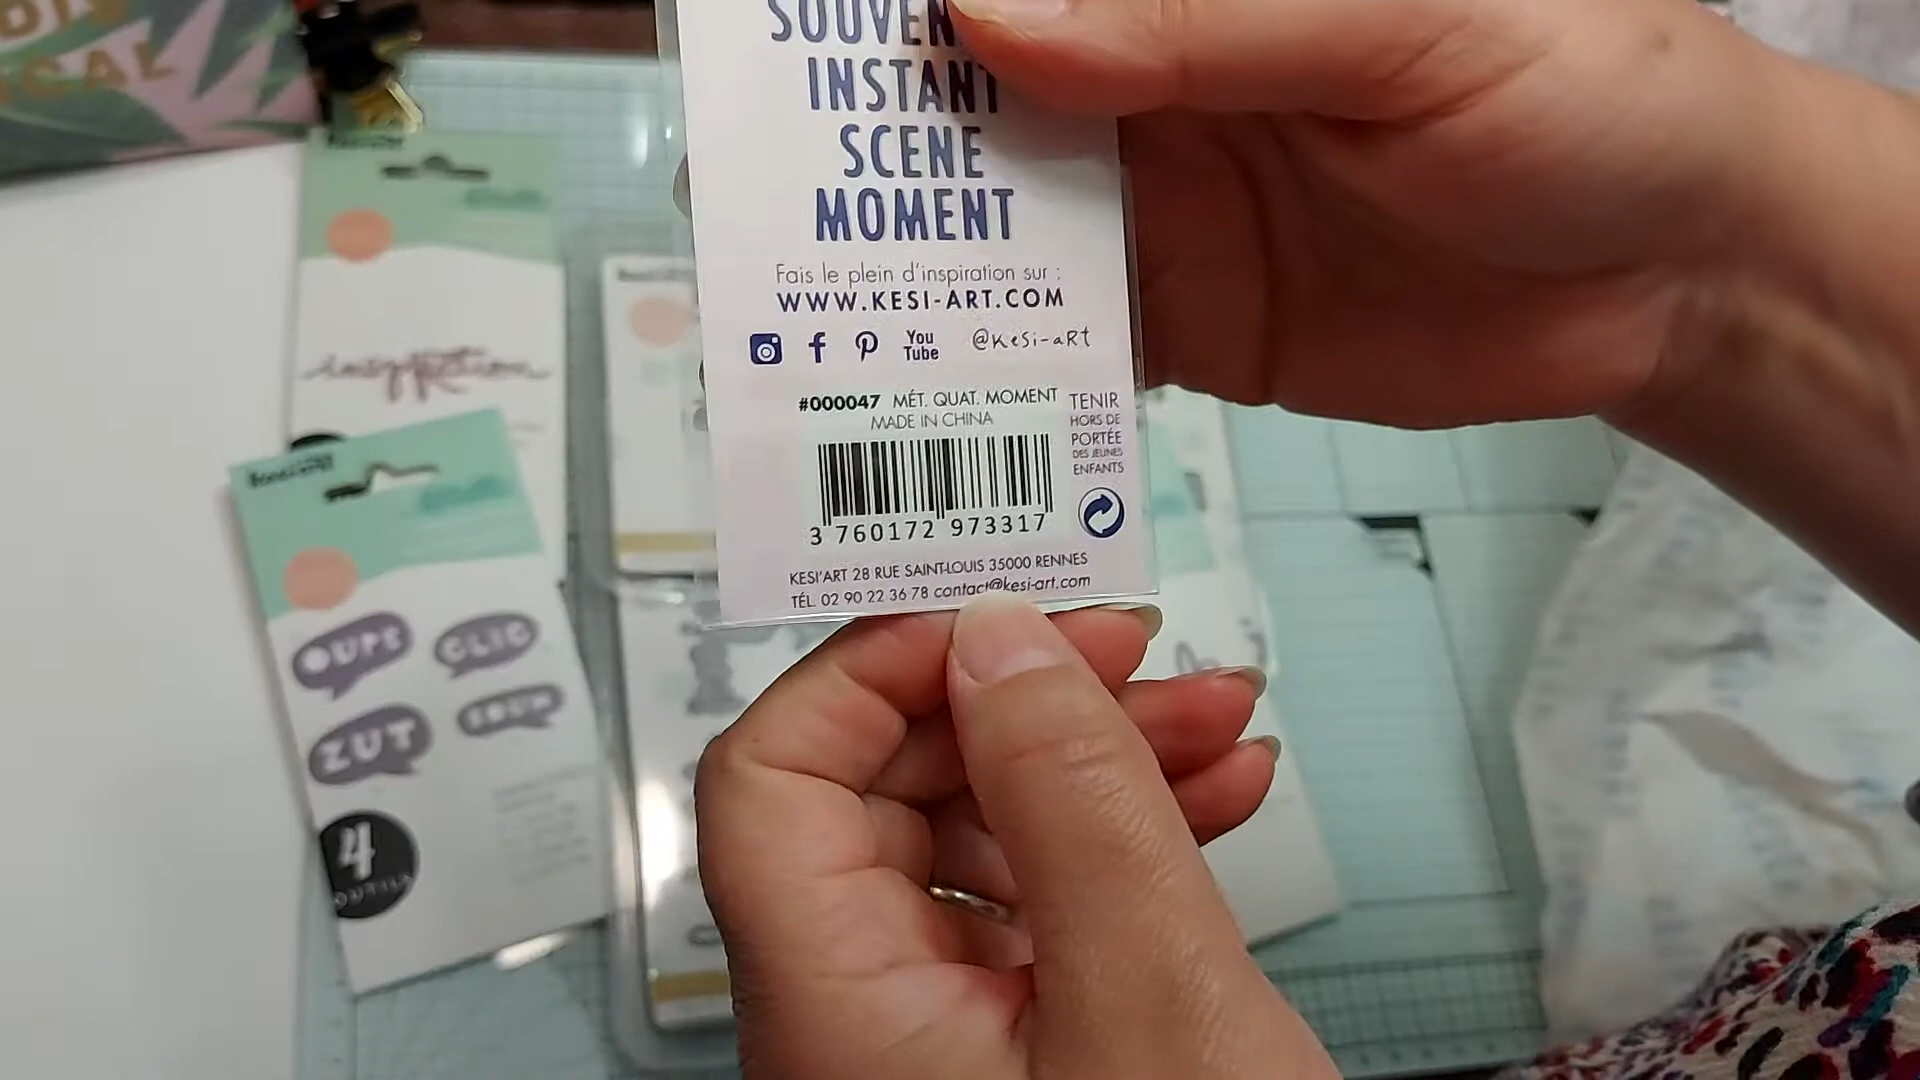 SOUVEN
INSTANT
SCENE
MOMENT
Fais le plein d'inspiration sur :
WWW.KESI-ART.COM
You
Tube
@KeSi-aRt
#000047 MÉT. QUAT. MOMENT
MADE IN CHINA
TENIR
HORS DE
PORTÉE
DES JEUNES
ENFANTS
3 760172 973317
KESI'ART 28 RUE SAINT-LOUIS 35000 RENNES
TÉL. 02 90 22 36 78 contact@kesi-art.com
OUPS
CLIC
ZUT
4
OUTILS